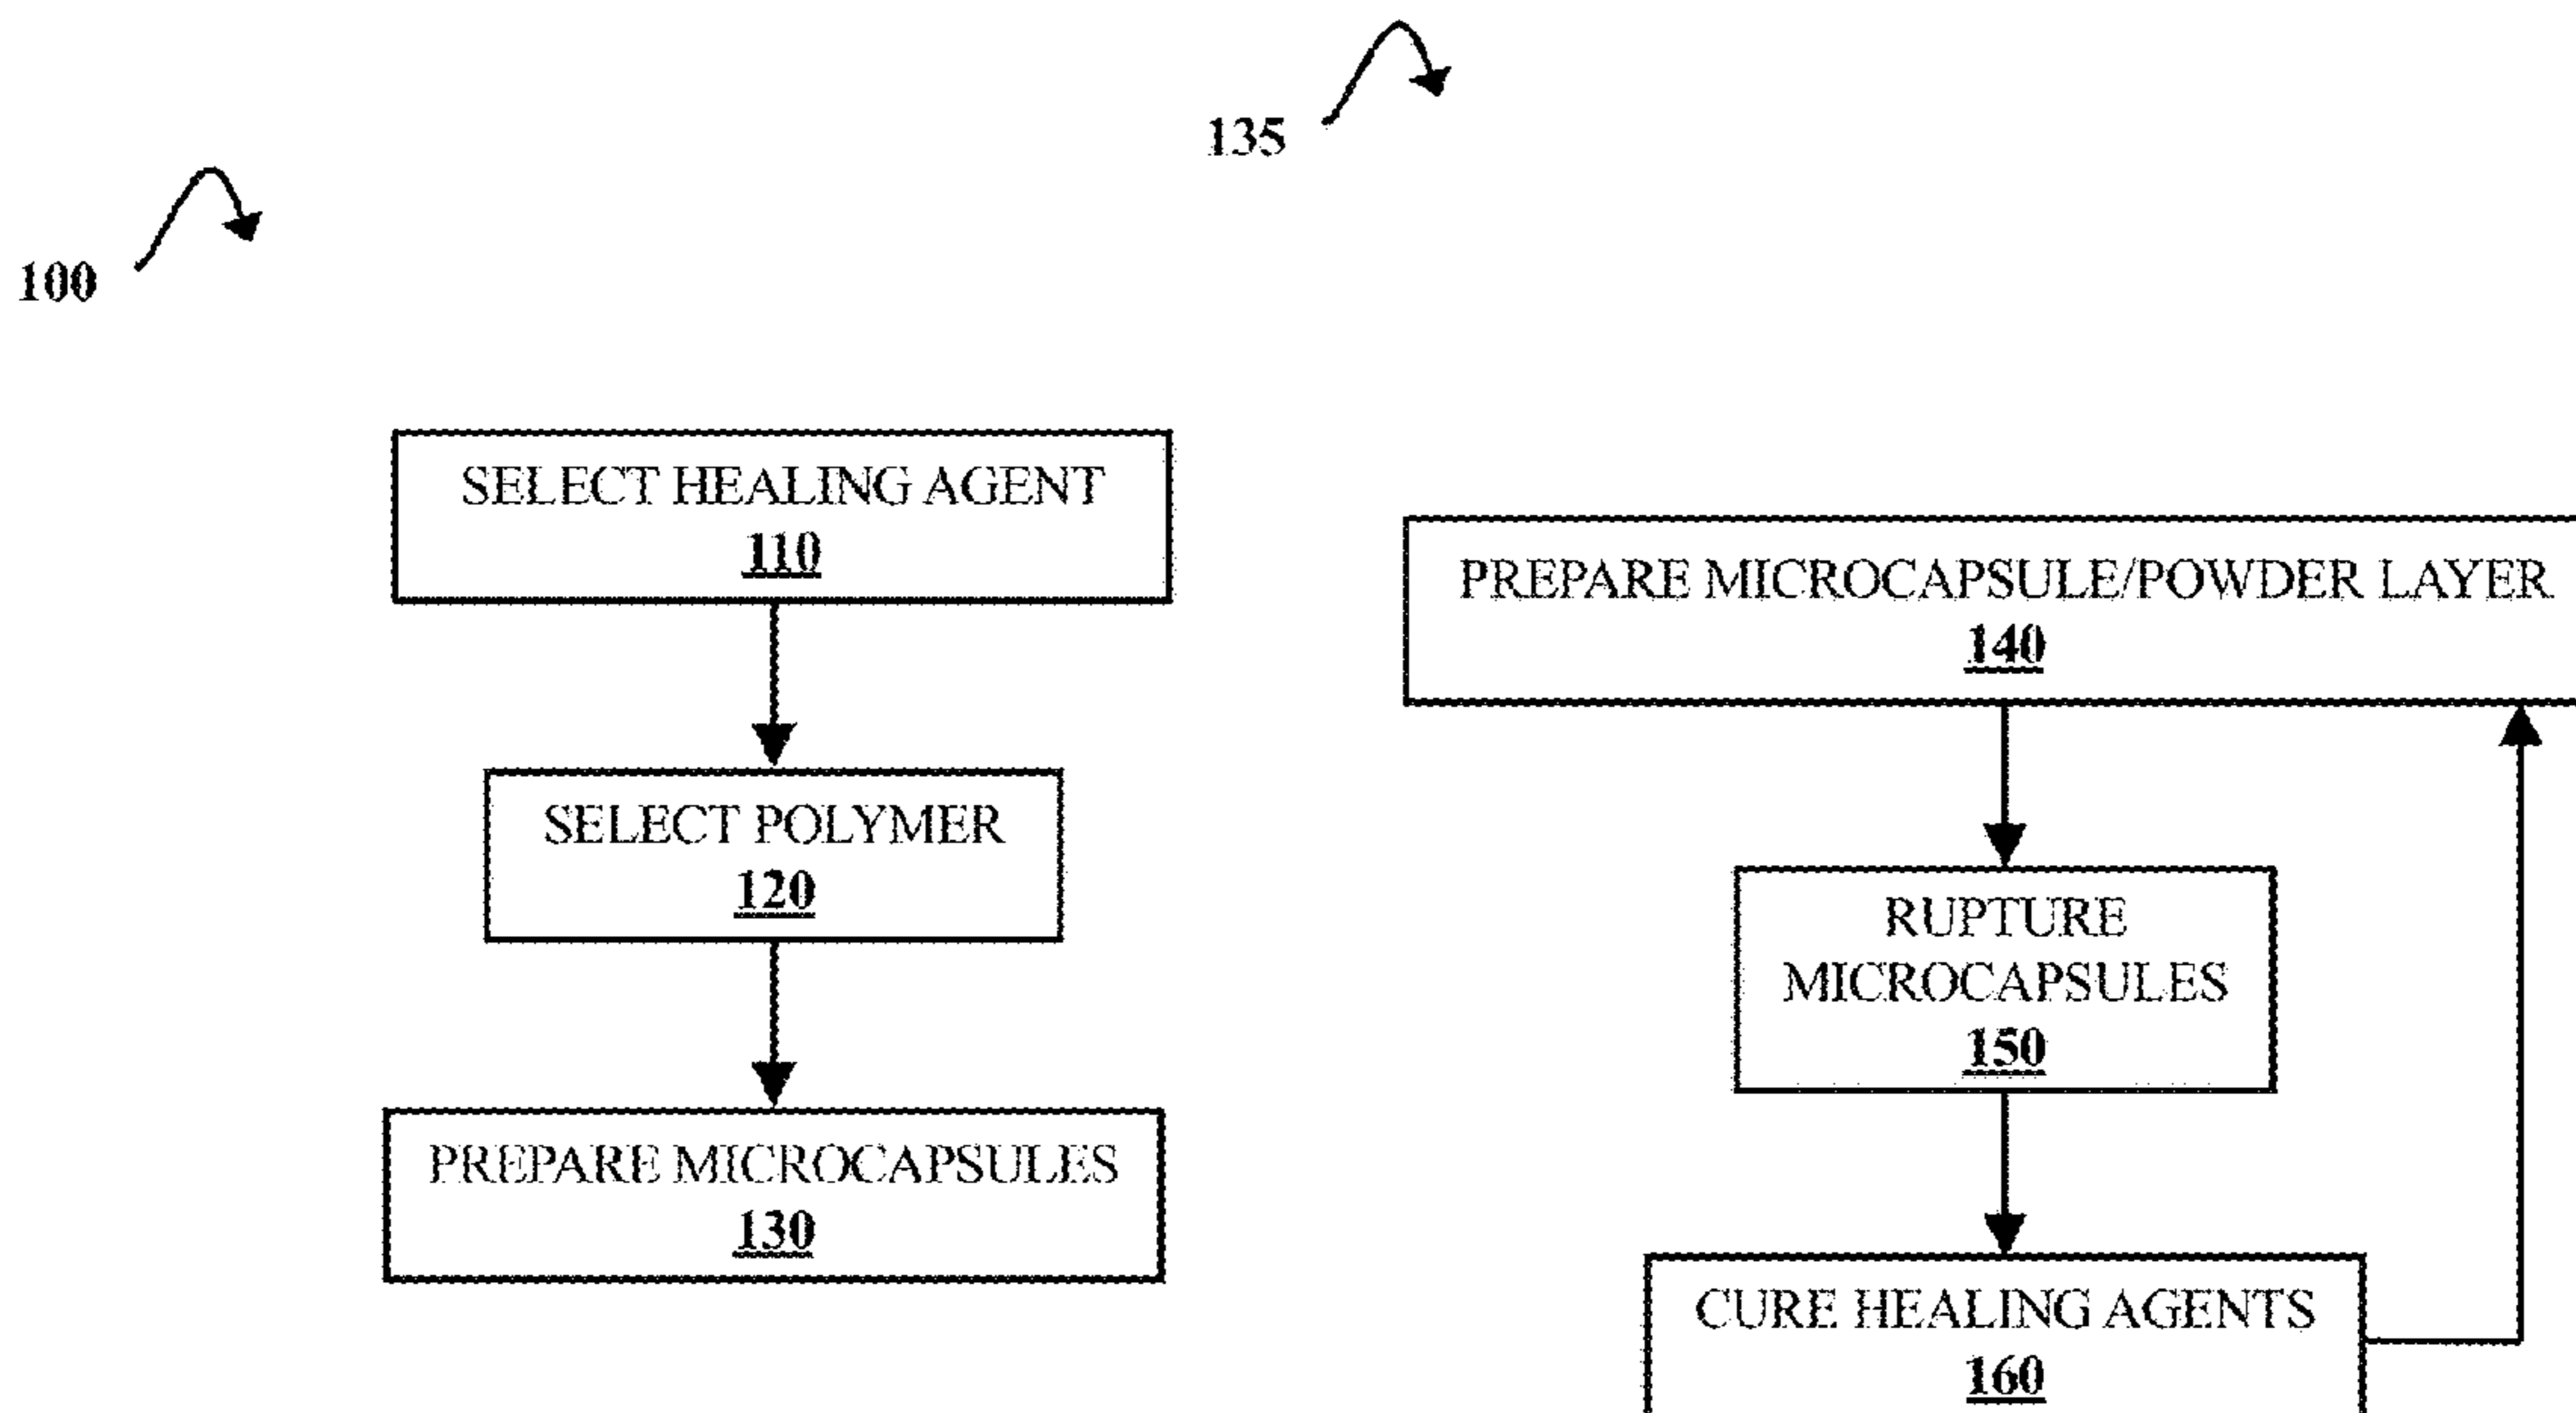 100
SELECT HEALING AGENT
110
SELECT POLYMER
120
PREPARE MICROCAPSULES
130
135
PREPARE MICROCAPSULE/POWDER LAYER
140
RUPTURE
MICROCAPSULES
150
CURE HEALING AGENTS
160